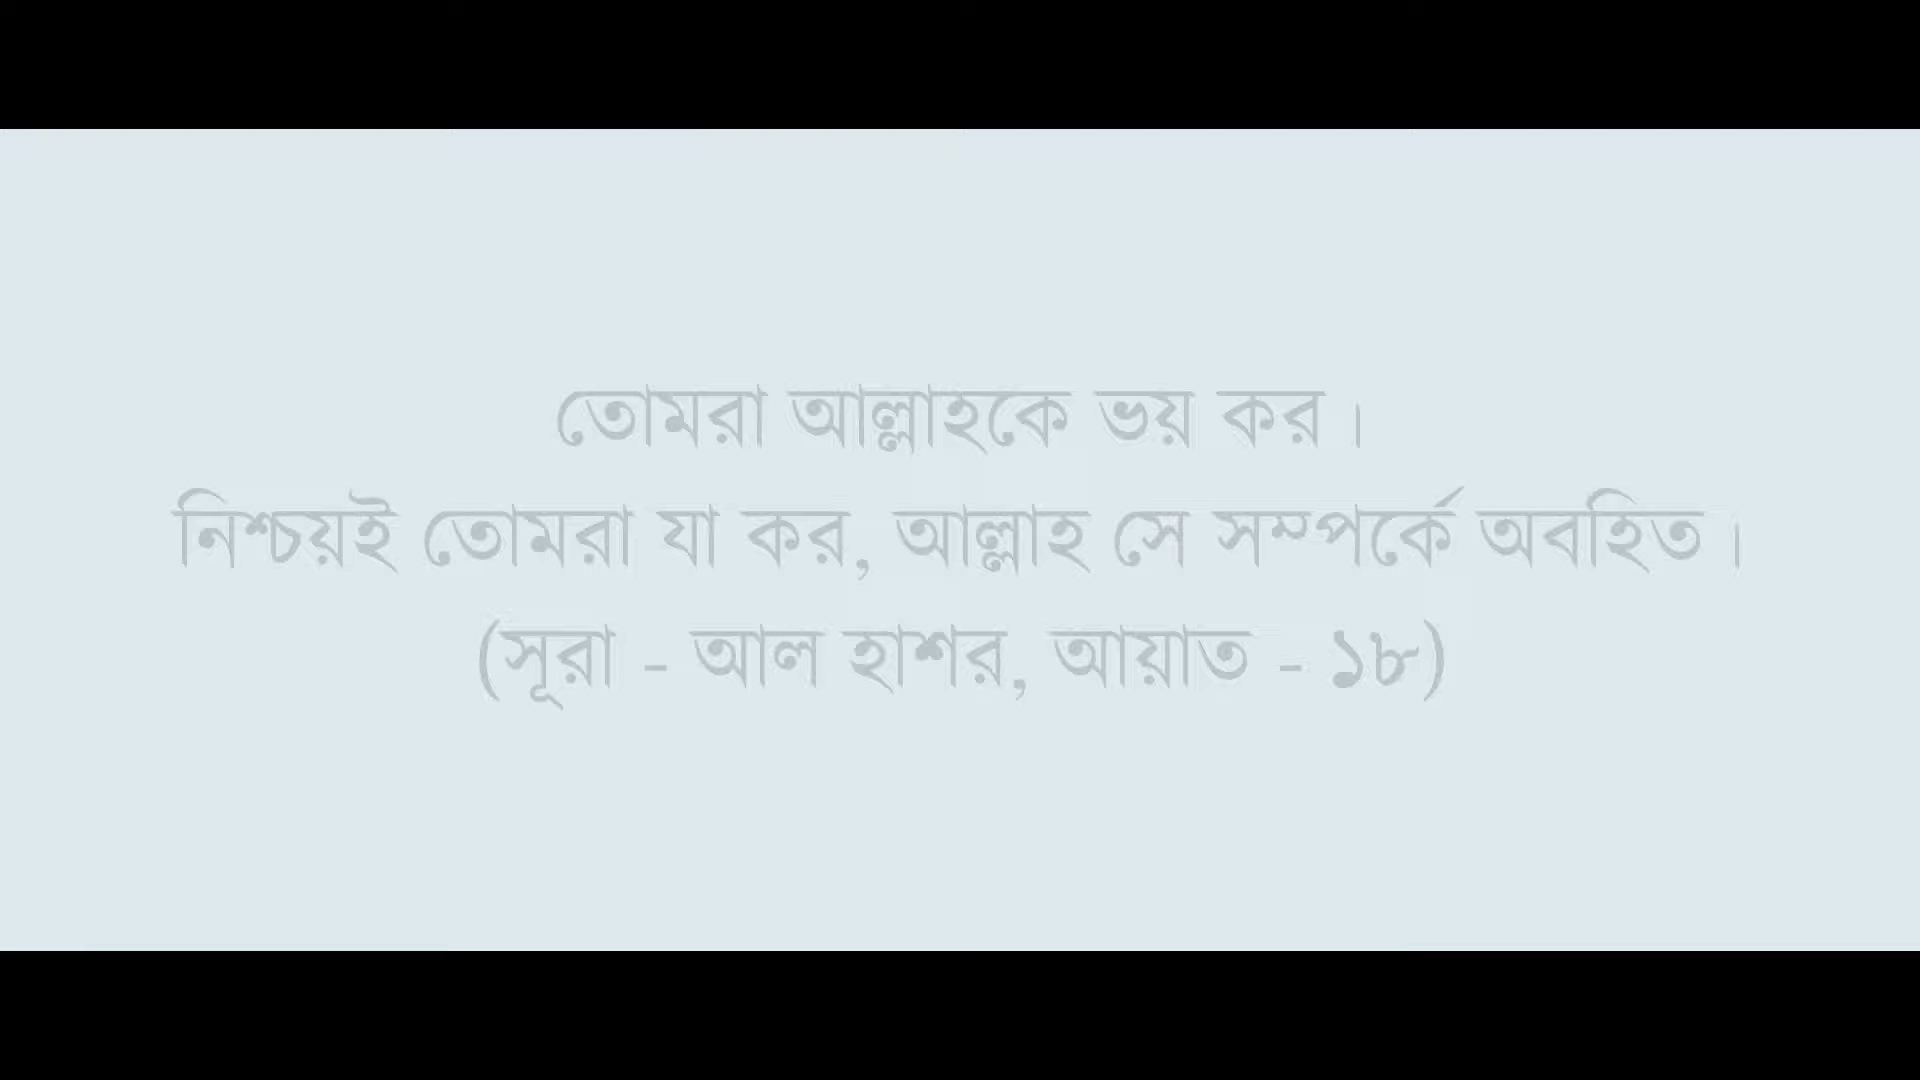 তোমরা আল্লাহকে ভয় কর।
নিশ্চয়ই তোমরা যা কর, আল্লাহ সে সম্পর্কে অবহিত।
(সূরা - আল হাশর, আয়াত - ১৮)